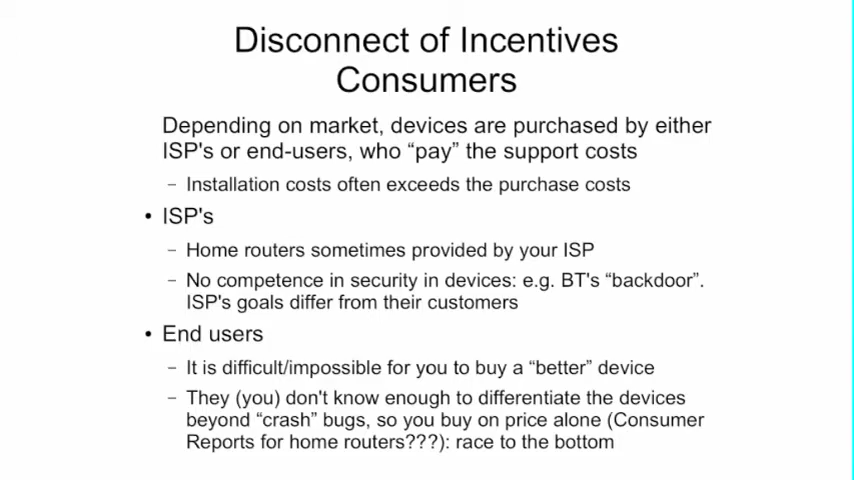 Disconnect of Incentives
Consumers
Depending on market, devices are purchased by either
ISP's or end-users, who “pay” the support costs
– Installation costs often exceeds the purchase costs
• ISP's
– Home routers sometimes provided by your ISP
– No competence in security in devices: e.g. BT's “backdoor”.
ISP's goals differ from their customers
• End users
– It is difficult/impossible for you to buy a “better” device
– They (you) don't know enough to differentiate the devices
beyond “crash” bugs, so you buy on price alone (Consumer
Reports for home routers???): race to the bottom